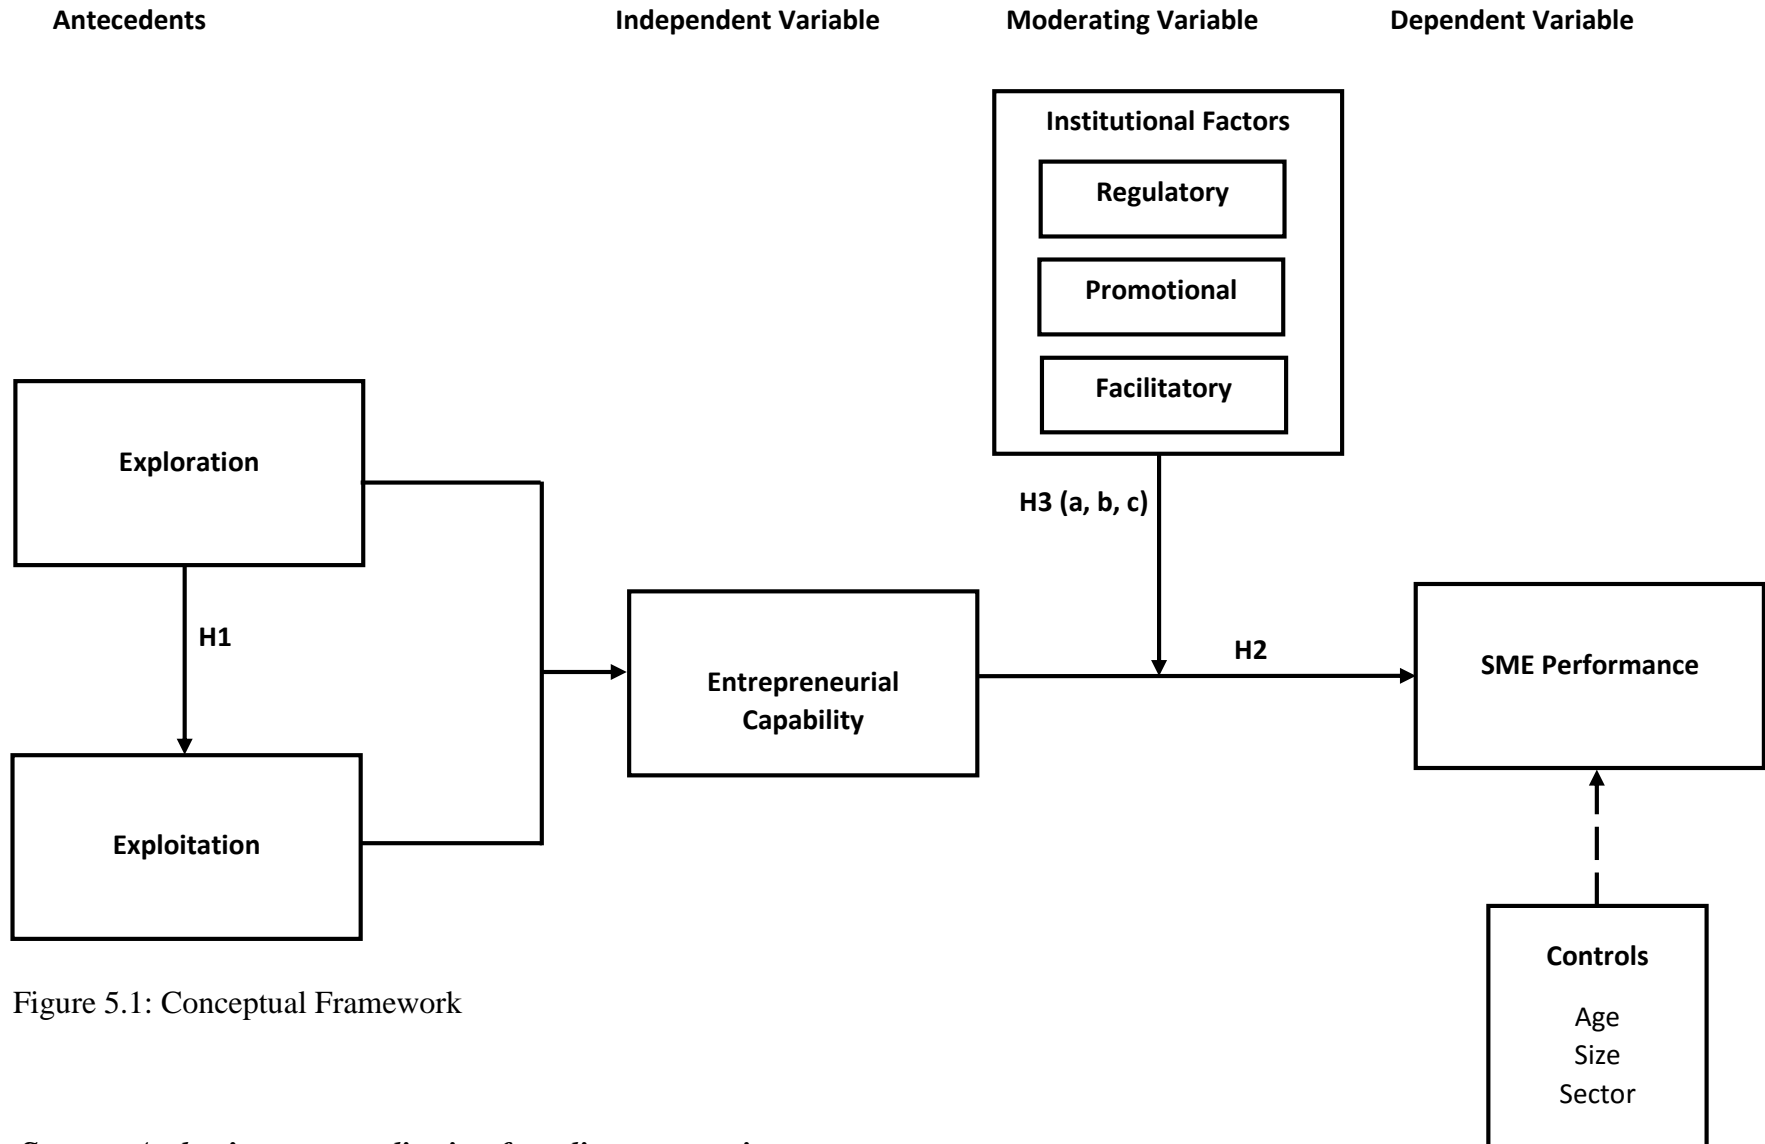 Antecedents
Independent Variable
Moderating Variable
Dependent Variable
Institutional Factors
Regulatory
Promotional
Facilitatory
Exploration
H3 (a, b, c)
H1
H2
Entrepreneurial
Capability
SME Performance
Exploitation
Controls
Age
Size
Sector
Figure 5.1: Conceptual Framework